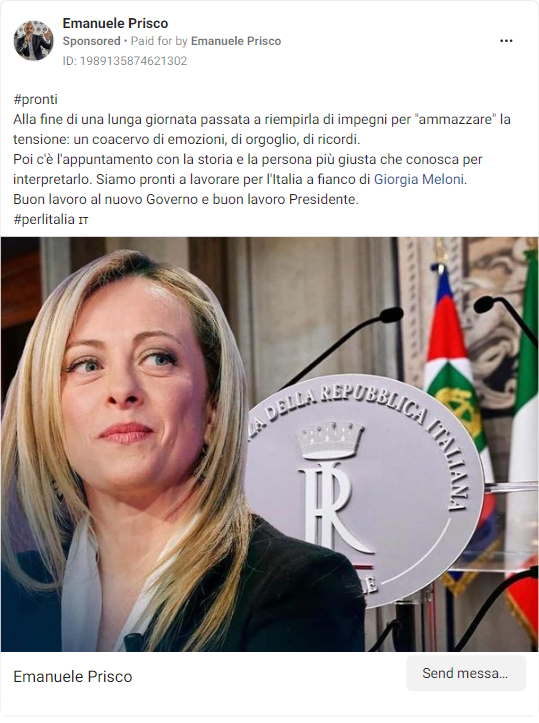 Emanuele Prisco
Sponsored • Paid for by Emanuele Prisco
ID: 1989135874621302
#pronti
Alla fine di una lunga giornata passata a riempirla di impegni per "ammazzare" la
tensione: un coacervo di emozioni, di orgoglio, di ricordi.
Poi c'è l'appuntamento con la storia e la persona più giusta che conosca per
interpretarlo. Siamo pronti a lavorare per l'Italia a fianco di Giorgia Meloni.
Buon lavoro al nuovo Governo e buon lavoro Presidente.
#perlitalia IT
DELLA REPUBBLICA ITALIANA
RI
Emanuele Prisco
Send messa...